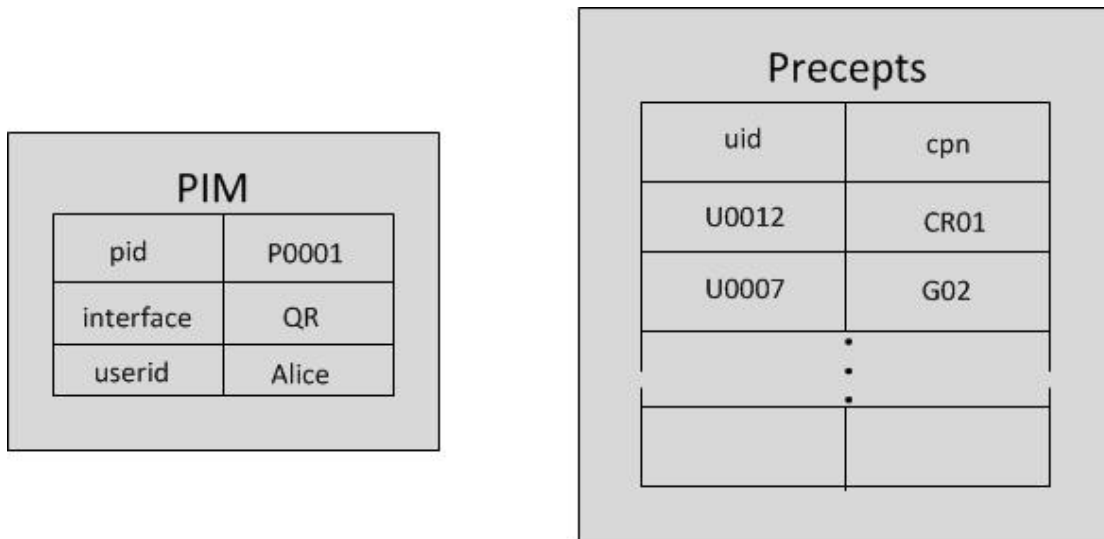 PIM
pid P0001
interface QR
userid Alice
Precepts
uid cpn
U0012 CR01
U0007 G02